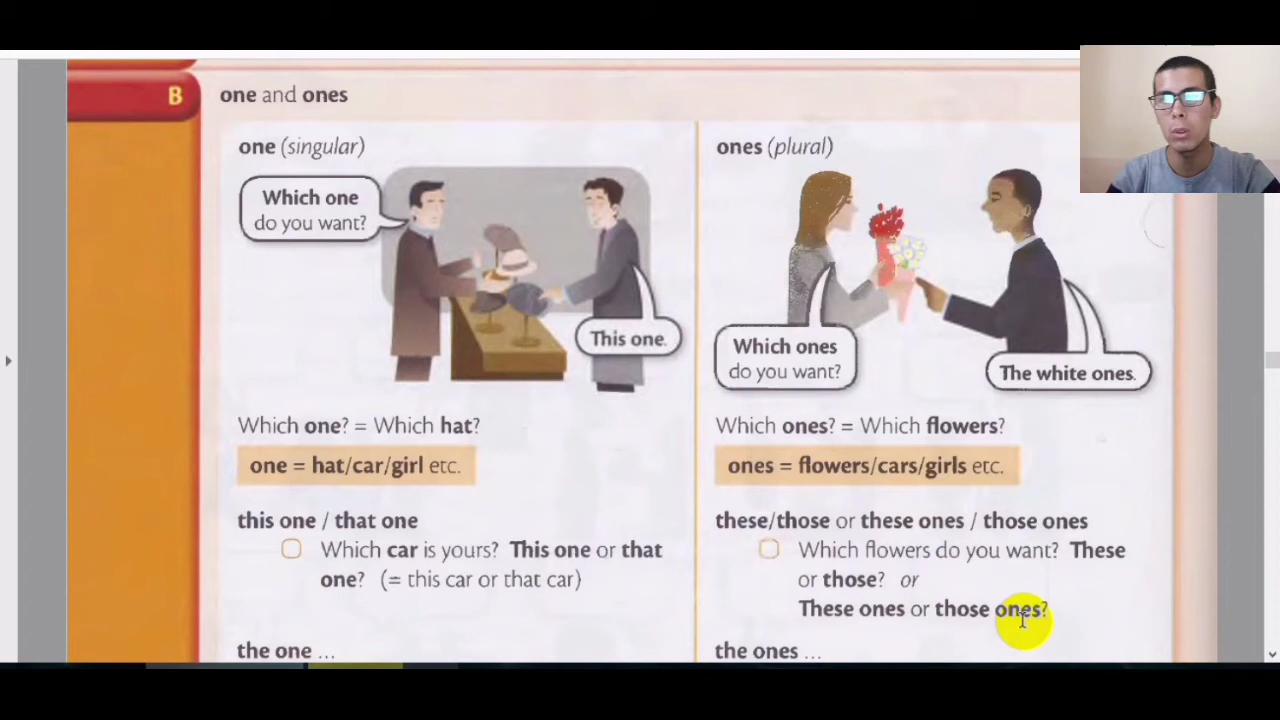 B
one and ones
one (singular)
Which one
do you want?
This one.
Which one? = Which hat?
one = hat/car/girl etc.
this one / that one
Which car is yours? This one or that
one? (= this car or that car)
the one ...
ones (plural)
Which ones
do you want?
The white ones.
Which ones? = Which flowers?
ones = flowers/cars/girls etc.
these/those or these ones / those ones
Which flowers do you want? These
or those? or
These ones or those ones?
the ones ...